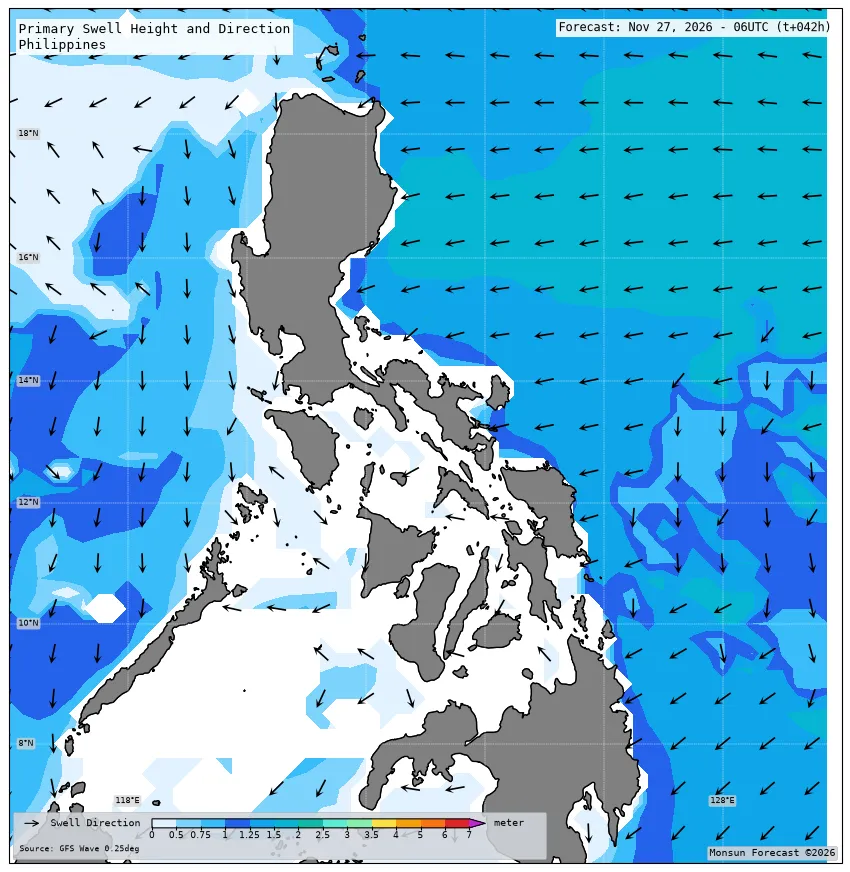 Primary Swell Height and Direction
Philippines
Forecast: Nov 27, 2026 - 06UTC (t+042h)
18°N
16°N
14°N
12°N
10°N
8°N
118°E
128°E
Swell Direction
0 0.5 0.75 1 1.25 1.5 2 2.5 3 3.5 4 5 6 7
meter
Source: GFS Wave 0.25deg
Monsun Forecast ©2026